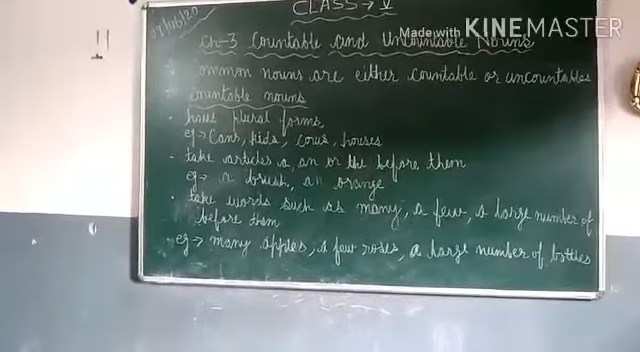 CLASS → V
Made with KINEMASTER
Ch-3 Countable and Uncountable Nouns
Common nouns are either countable or uncountables
Countable nouns
• have plural forms,
eg → Cans, kids, cows, houses
• take articles a, an or the before them
eg → a brush, an orange
• take words such as many, a few, a large number of
before them
• eg → many apples, a few roses, a large number of bottles